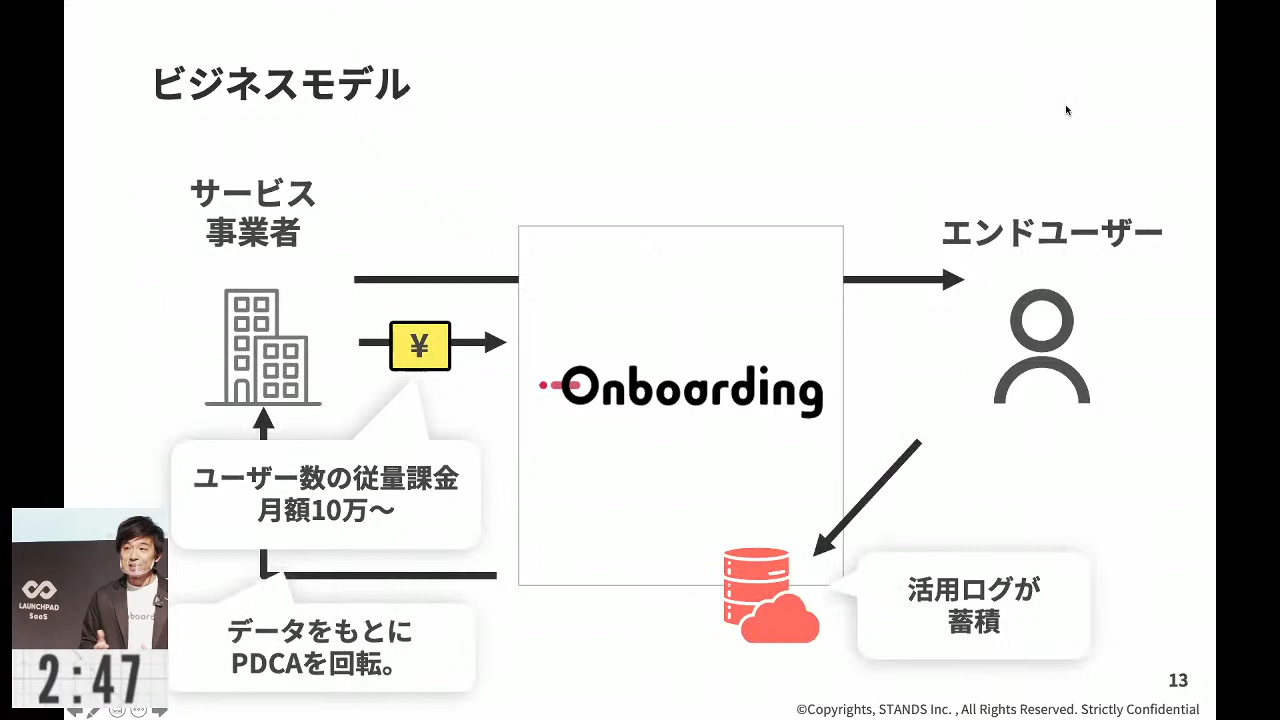 ビジネスモデル
サービス
事業者
エンドユーザー
¥
Onboarding
ユーザー数の従量課金
月額10万～
活用ログが
蓄積
データをもとに
PDCAを回転。
LAUNCHPAD
SaaS
nboard
2:47
13
©Copyrights, STANDS Inc. , All Rights Reserved. Strictly Confidential